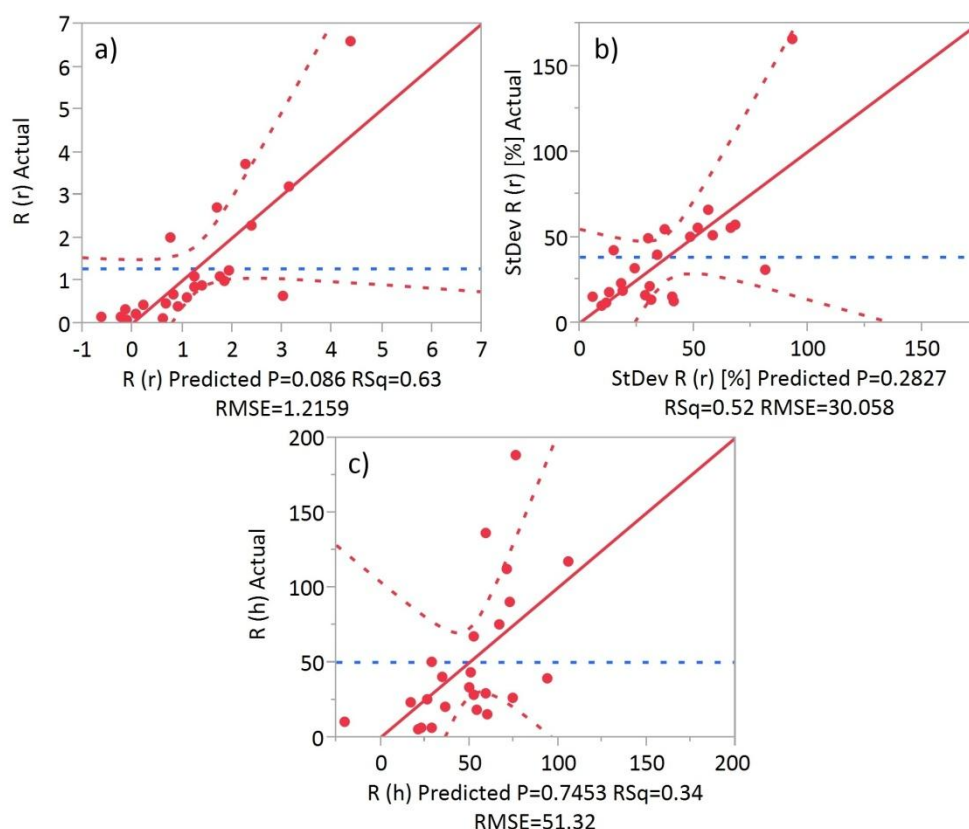 a)
R (r) Actual
7
6
5
4
3
2
1
0
-1 0 1 2 3 4 5 6 7
R (r) Predicted P=0.086 RSq=0.63
RMSE=1.2159
b)
StDev R (r) [%] Actual
150
100
50
0
0 50 100 150
StDev R (r) [%] Predicted P=0.2827
RSq=0.52 RMSE=30.058
c)
R (h) Actual
200
150
100
50
0
0 50 100 150 200
R (h) Predicted P=0.7453 RSq=0.34
RMSE=51.32